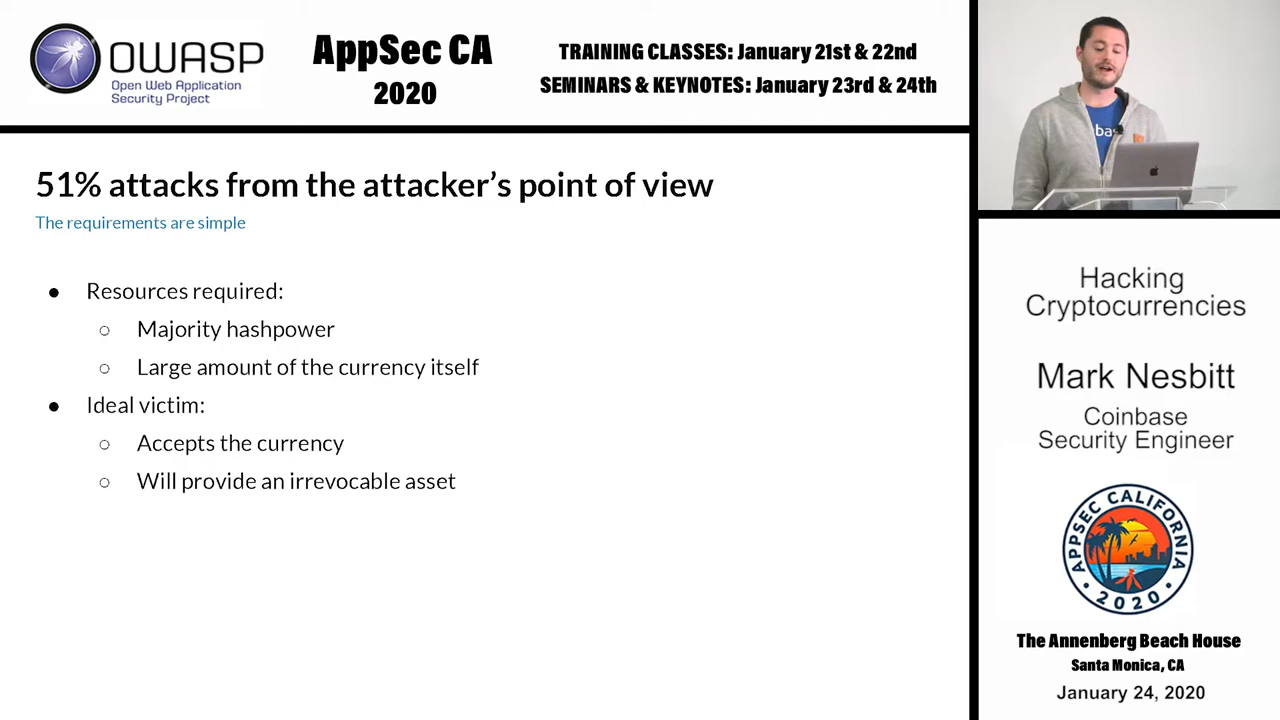 OWASP
Open Web Application
Security Project
AppSec CA
2020
TRAINING CLASSES: January 21st & 22nd
SEMINARS & KEYNOTES: January 23rd & 24th
51% attacks from the attacker's point of view
The requirements are simple
● Resources required:
○ Majority hashpower
○ Large amount of the currency itself
● Ideal victim:
○ Accepts the currency
○ Will provide an irrevocable asset
ba
Hacking
Cryptocurrencies
Mark Nesbitt
Coinbase
Security Engineer
APPSEC CALIFORNIA
• 2020 •
The Annenberg Beach House
Santa Monica, CA
January 24, 2020